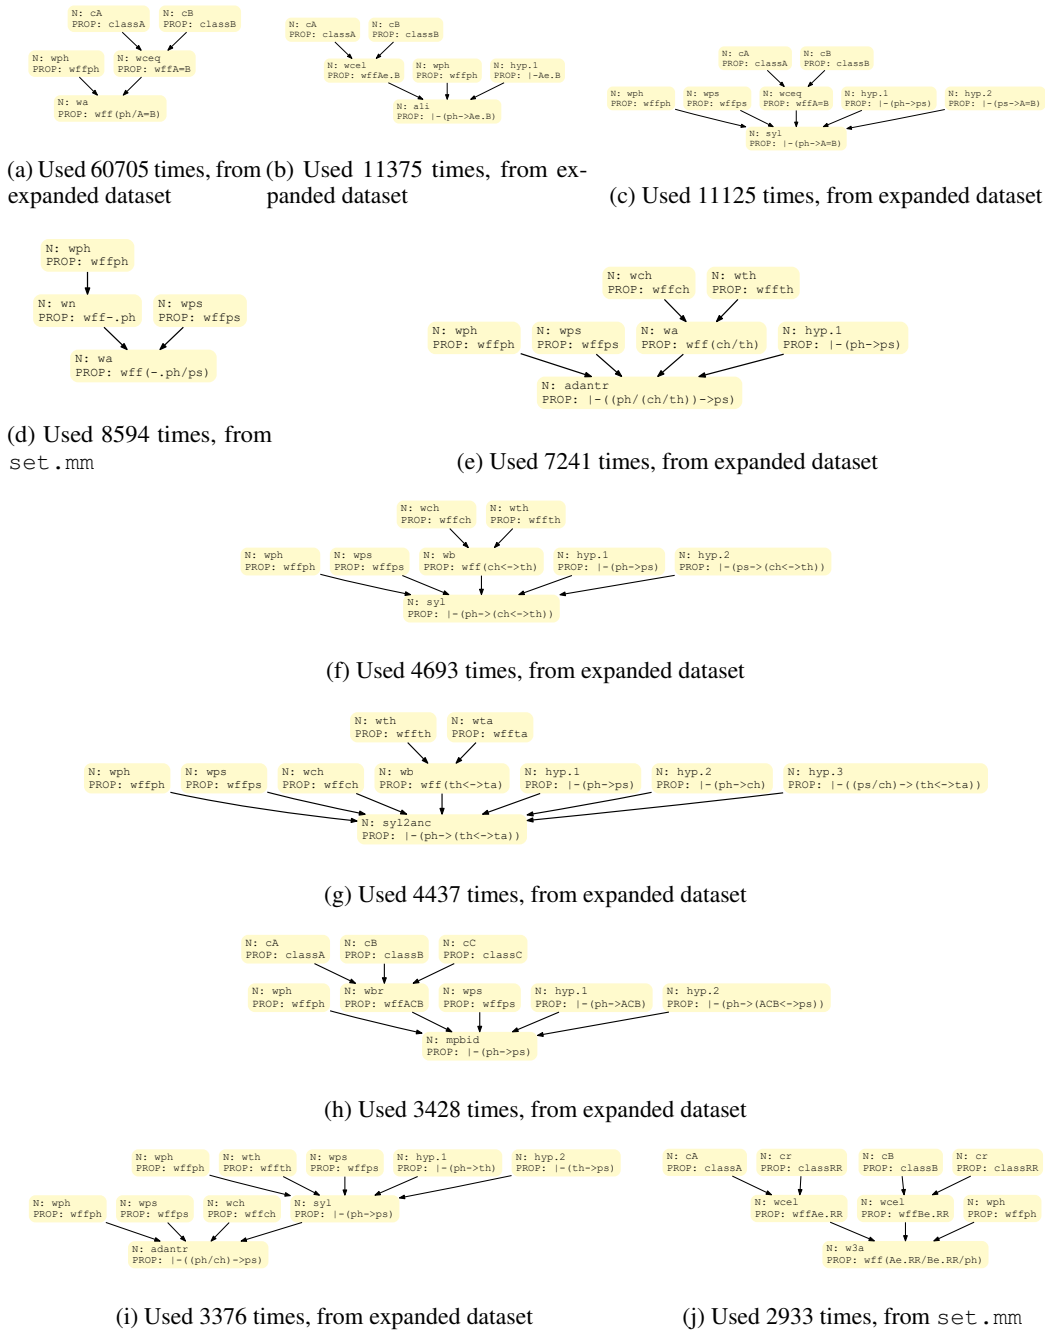 N: cA
PROP: classA
N: cB
PROP: classB
N: wph
PROP: wffph
N: wceq
PROP: wffA=B
N: wa
PROP: wff(ph/A=B)
(a) Used 60705 times, from
expanded dataset
N: cA
PROP: classA
N: cB
PROP: classB
N: wcel
PROP: wffAe.B
N: wph
PROP: wffph
N: hyp.1
PROP: |-Ae.B
N: ali
PROP: |-(ph->Ae.B)
(b) Used 11375 times, from ex-
panded dataset
N: cA
PROP: classA
N: cB
PROP: classB
N: wph
PROP: wffph
N: wps
PROP: wffps
N: wceq
PROP: wffA=B
N: hyp.1
PROP: |-(ph->ps)
N: hyp.2
PROP: |-(ps->A=B)
N: syl
PROP: |-(ph->A=B)
(c) Used 11125 times, from expanded dataset
N: wph
PROP: wffph
N: wn
PROP: wff-.ph
N: wps
PROP: wffps
N: wa
PROP: wff(-.ph/ps)
(d) Used 8594 times, from
set.mm
N: wch
PROP: wffch
N: wth
PROP: wffth
N: wph
PROP: wffph
N: wps
PROP: wffps
N: wa
PROP: wff(ch/th)
N: hyp.1
PROP: |-(ph->ps)
N: adantr
PROP: |-((ph/(ch/th))->ps)
(e) Used 7241 times, from expanded dataset
N: wch
PROP: wffch
N: wth
PROP: wffth
N: wph
PROP: wffph
N: wps
PROP: wffps
N: wb
PROP: wff(ch<->th)
N: hyp.1
PROP: |-(ph->ps)
N: hyp.2
PROP: |-(ps->(ch<->th))
N: syl
PROP: |-(ph->(ch<->th))
(f) Used 4693 times, from expanded dataset
N: wth
PROP: wffth
N: wta
PROP: wffta
N: wph
PROP: wffph
N: wps
PROP: wffps
N: wch
PROP: wffch
N: wb
PROP: wff(th<->ta)
N: hyp.1
PROP: |-(ph->ps)
N: hyp.2
PROP: |-(ph->ch)
N: hyp.3
PROP: |-((ps/ch)->(th<->ta))
N: syl2anc
PROP: |-(ph->(th<->ta))
(g) Used 4437 times, from expanded dataset
N: cA
PROP: classA
N: cB
PROP: classB
N: cC
PROP: classC
N: wph
PROP: wffph
N: wbr
PROP: wffACB
N: wps
PROP: wffps
N: hyp.1
PROP: |-(ph->ACB)
N: hyp.2
PROP: |-(ph->(ACB<->ps))
N: mpbid
PROP: |-(ph->ps)
(h) Used 3428 times, from expanded dataset
N: wph
PROP: wffph
N: wth
PROP: wffth
N: wps
PROP: wffps
N: hyp.1
PROP: |-(ph->th)
N: hyp.2
PROP: |-(th->ps)
N: wph
PROP: wffph
N: wps
PROP: wffps
N: wch
PROP: wffch
N: syl
PROP: |-(ph->ps)
N: adantr
PROP: |-((ph/ch)->ps)
(i) Used 3376 times, from expanded dataset
N: cA
PROP: classA
N: cr
PROP: classRR
N: cB
PROP: classB
N: cr
PROP: classRR
N: wcel
PROP: wffAe.RR
N: wcel
PROP: wffBe.RR
N: wph
PROP: wffph
N: w3a
PROP: wff(Ae.RR/Be.RR/ph)
(j) Used 2933 times, from set.mm